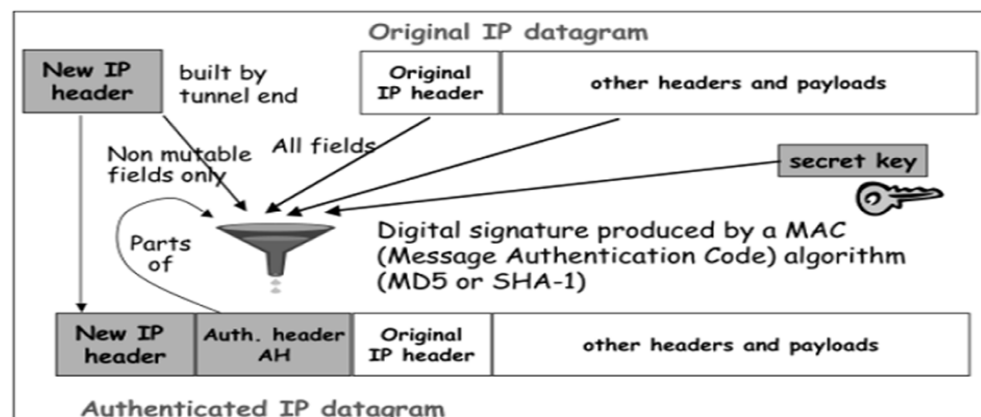 Original IP datagram
New IP
header
built by
tunnel end
Original
IP header
other headers and payloads
Non mutable
fields only
All fields
secret key
Parts
of
Digital signature produced by a MAC
(Message Authentication Code) algorithm
(MD5 or SHA-1)
New IP
header
Auth. header
AH
Original
IP header
other headers and payloads
Authenticated IP datagram